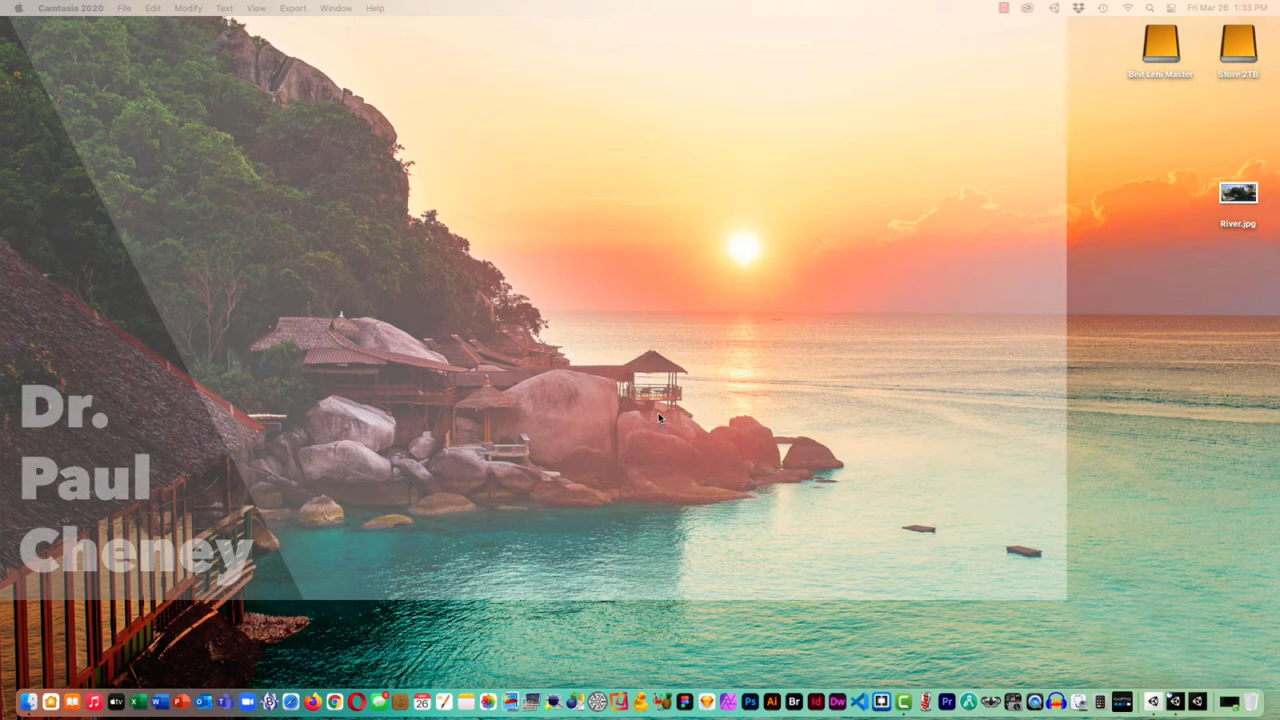 Camtasia 2020 File Edit Modify Text View Export Window Help Fri Mar 26 1:33 PM
Beit Lehi Master
Store 2TB
River.jpg
Dr.
Paul
Cheney